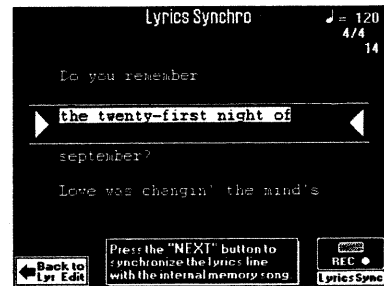 Lyrics Synchro
♩ = 120
4/4
14
Do you remember
the twenty-first night of
september?
Love was changin' the mind's
Back to
Lyr Edit
Press the "NEXT" button to
synchronize the lyrics line
with the internal memory song.
REC ●
Lyrics Sync